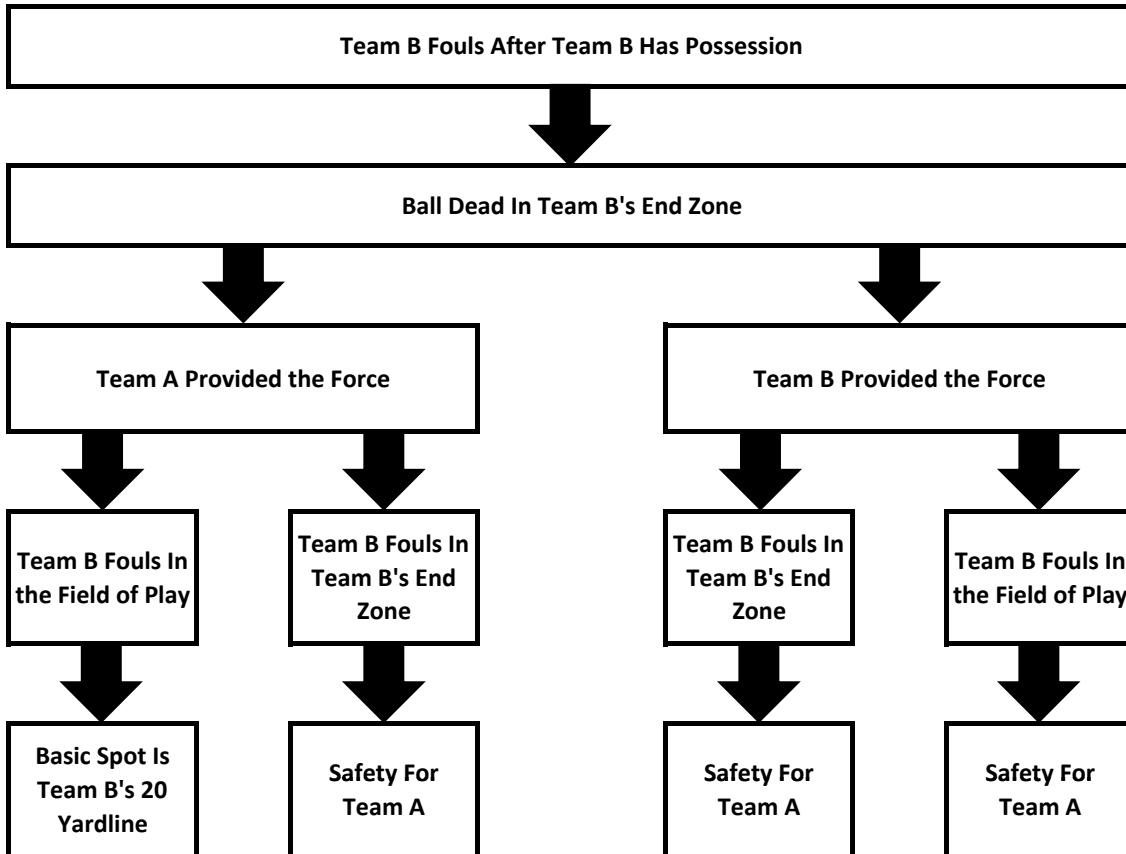 Team B Fouls After Team B Has Possession
Ball Dead In Team B's End Zone
Team A Provided the Force
Team B Provided the Force
Team B Fouls In
the Field of Play
Team B Fouls In
Team B's End
Zone
Team B Fouls In
Team B's End
Zone
Team B Fouls In
the Field of Play
Basic Spot Is
Team B's 20
Yardline
Safety For
Team A
Safety For
Team A
Safety For
Team A